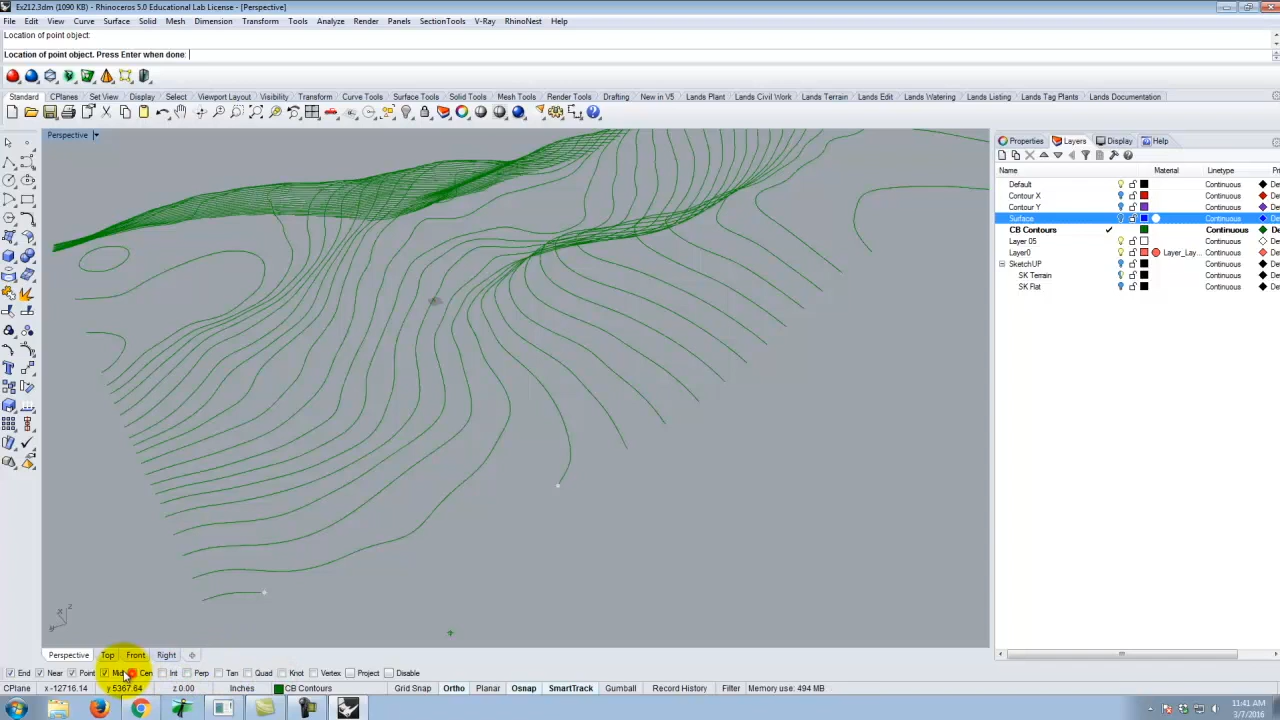 Ex212.3dm (1090 KB) - Rhinoceros 5.0 Educational Lab License - [Perspective]
File Edit View Curve Surface Solid Mesh Dimension Transform Tools Analyze Render Panels SectionTools V-Ray RhinoNest Help
Location of point object:
Location of point object. Press Enter when done:
Standard CPlanes Set View Display Select Viewport Layout Visibility Transform Curve Tools Surface Tools Solid Tools Mesh Tools Render Tools Drafting New in V5 Lands Plant Lands Civil Work Lands Terrain Lands Edit Lands Watering Lands Listing Lands Tag Plants Lands Documentation
Perspective
Properties Layers Display Help
Name Material Linetype
Default Continuous
Contour X Continuous
Contour Y Continuous
Surface Continuous
CB Contours Continuous
Layer 05 Continuous
Layer0 Layer_Lay... Continuous
SketchUP Continuous
SK Terrain Continuous
SK Flat Continuous
z
x
y
Perspective Top Front Right
End Near Point Mid Cen Int Perp Tan Quad Knot Vertex Project Disable
CPlane x -12716.14 y 5367.64 z 0.00 Inches CB Contours Grid Snap Ortho Planar Osnap SmartTrack Gumball Record History Filter Memory use: 494 MB
11:41 AM
3/7/2016